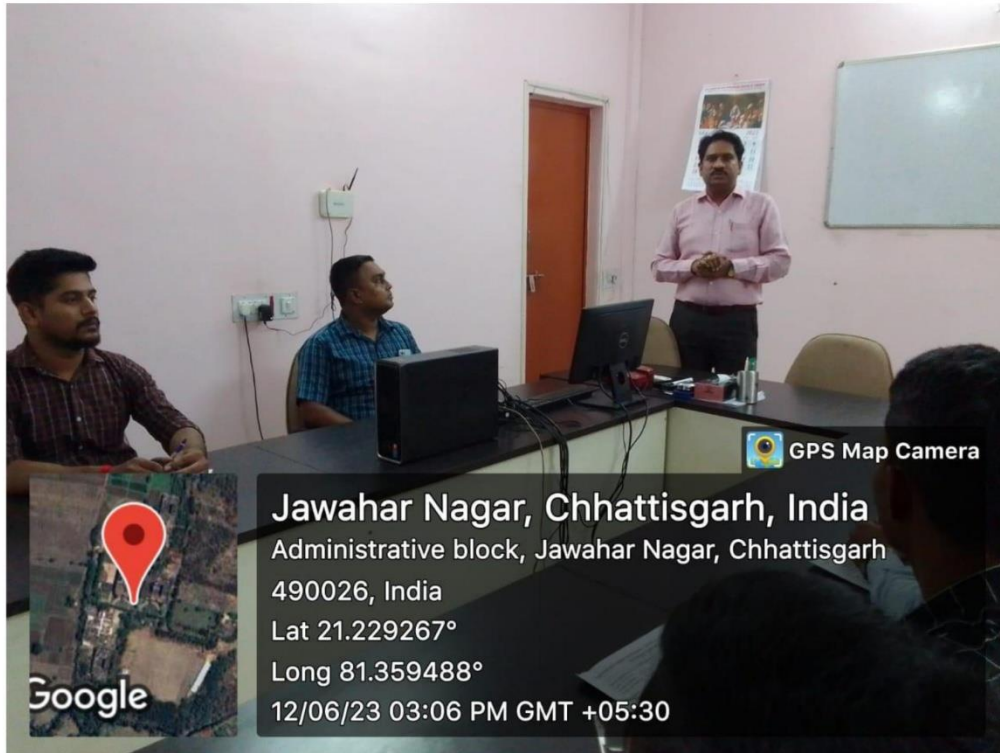 GPS Map Camera
Jawahar Nagar, Chhattisgarh, India
Administrative block, Jawahar Nagar, Chhattisgarh
490026, India
Lat 21.229267°
Long 81.359488°
12/06/23 03:06 PM GMT +05:30
Google